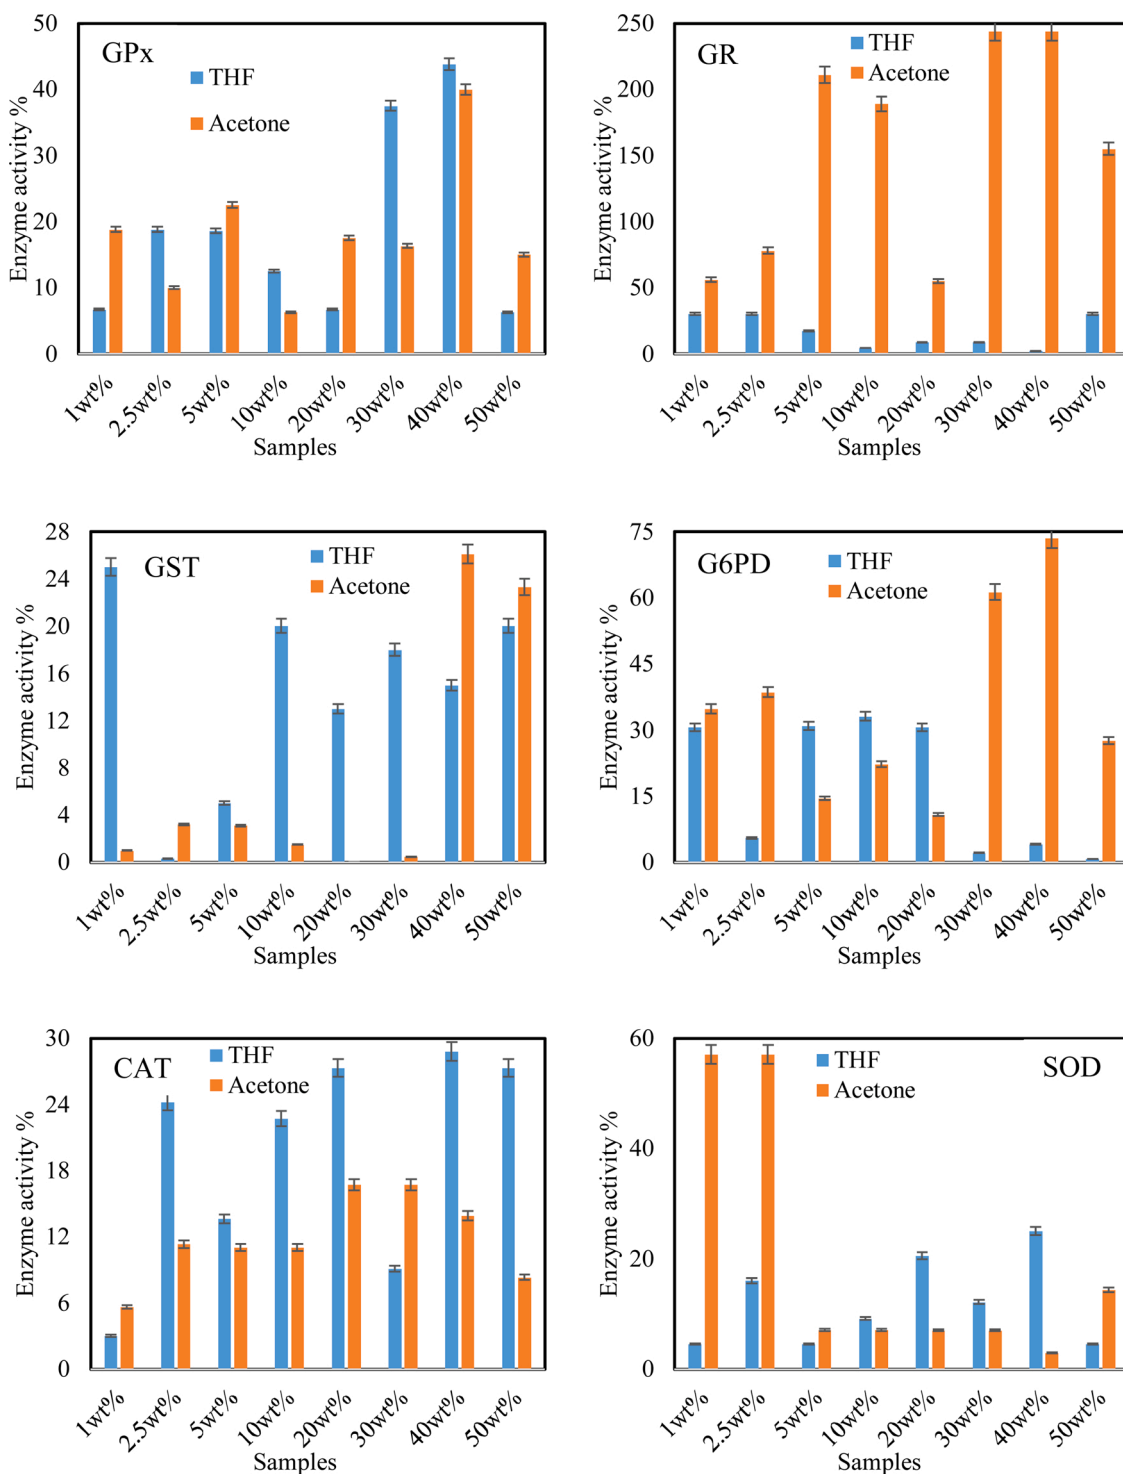 GPx
THF
Acetone
Enzyme activity %
50
40
30
20
10
0
1wt%
2.5wt%
5wt%
10wt%
20wt%
30wt%
40wt%
50wt%
Samples
GR
THF
Acetone
Enzyme activity %
250
200
150
100
50
0
1wt%
2.5wt%
5wt%
10wt%
20wt%
30wt%
40wt%
50wt%
Samples
GST
THF
Acetone
Enzyme activity %
28
24
20
16
12
8
4
0
1wt%
2.5wt%
5wt%
10wt%
20wt%
30wt%
40wt%
50wt%
Samples
G6PD
THF
Acetone
Enzyme activity %
75
60
45
30
15
0
1wt%
2.5wt%
5wt%
10wt%
20wt%
30wt%
40wt%
50wt%
Samples
CAT
THF
Acetone
Enzyme activity %
30
24
18
12
6
0
1wt%
2.5wt%
5wt%
10wt%
20wt%
30wt%
40wt%
50wt%
Samples
SOD
THF
Acetone
Enzyme activity %
60
40
20
0
1wt%
2.5wt%
5wt%
10wt%
20wt%
30wt%
40wt%
50wt%
Samples